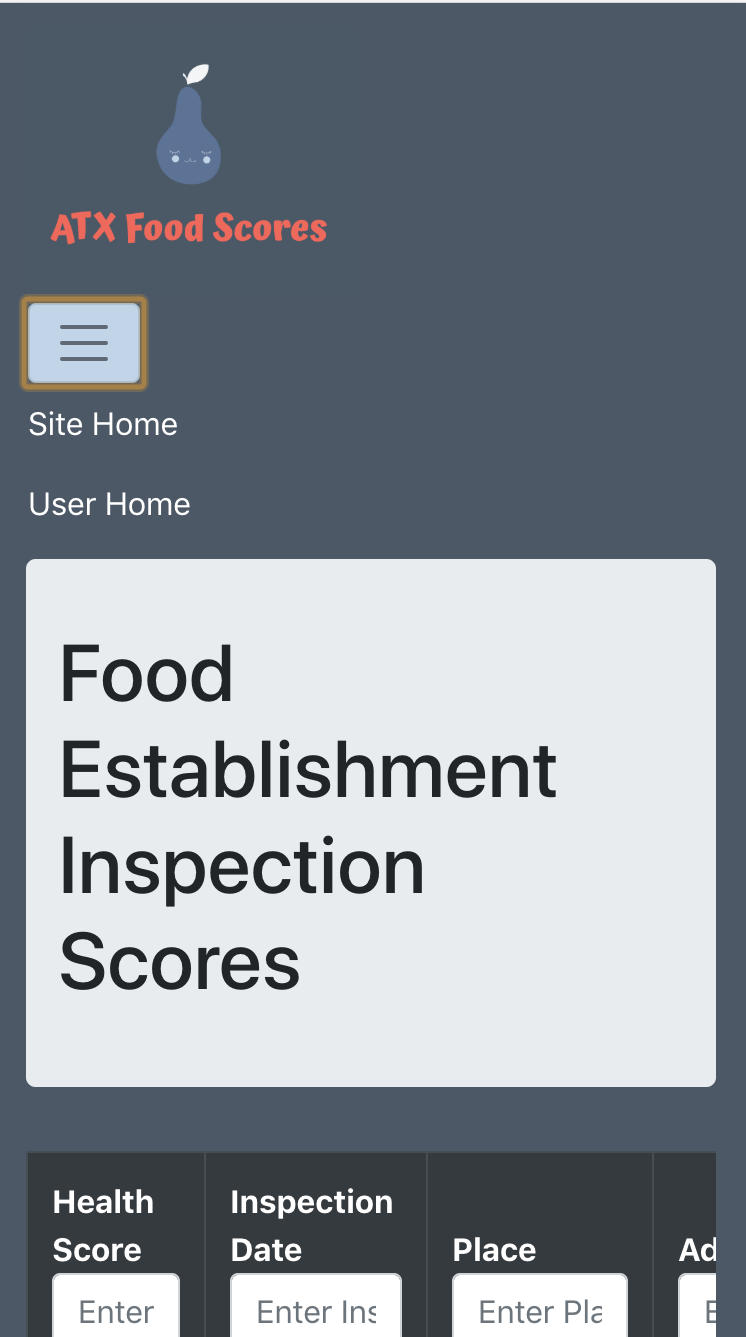 ATX Food Scores
Site Home
User Home
Food
Establishment
Inspection
Scores
Health Inspection
Score Date Place Ad
Enter Enter Ins Enter Pla E